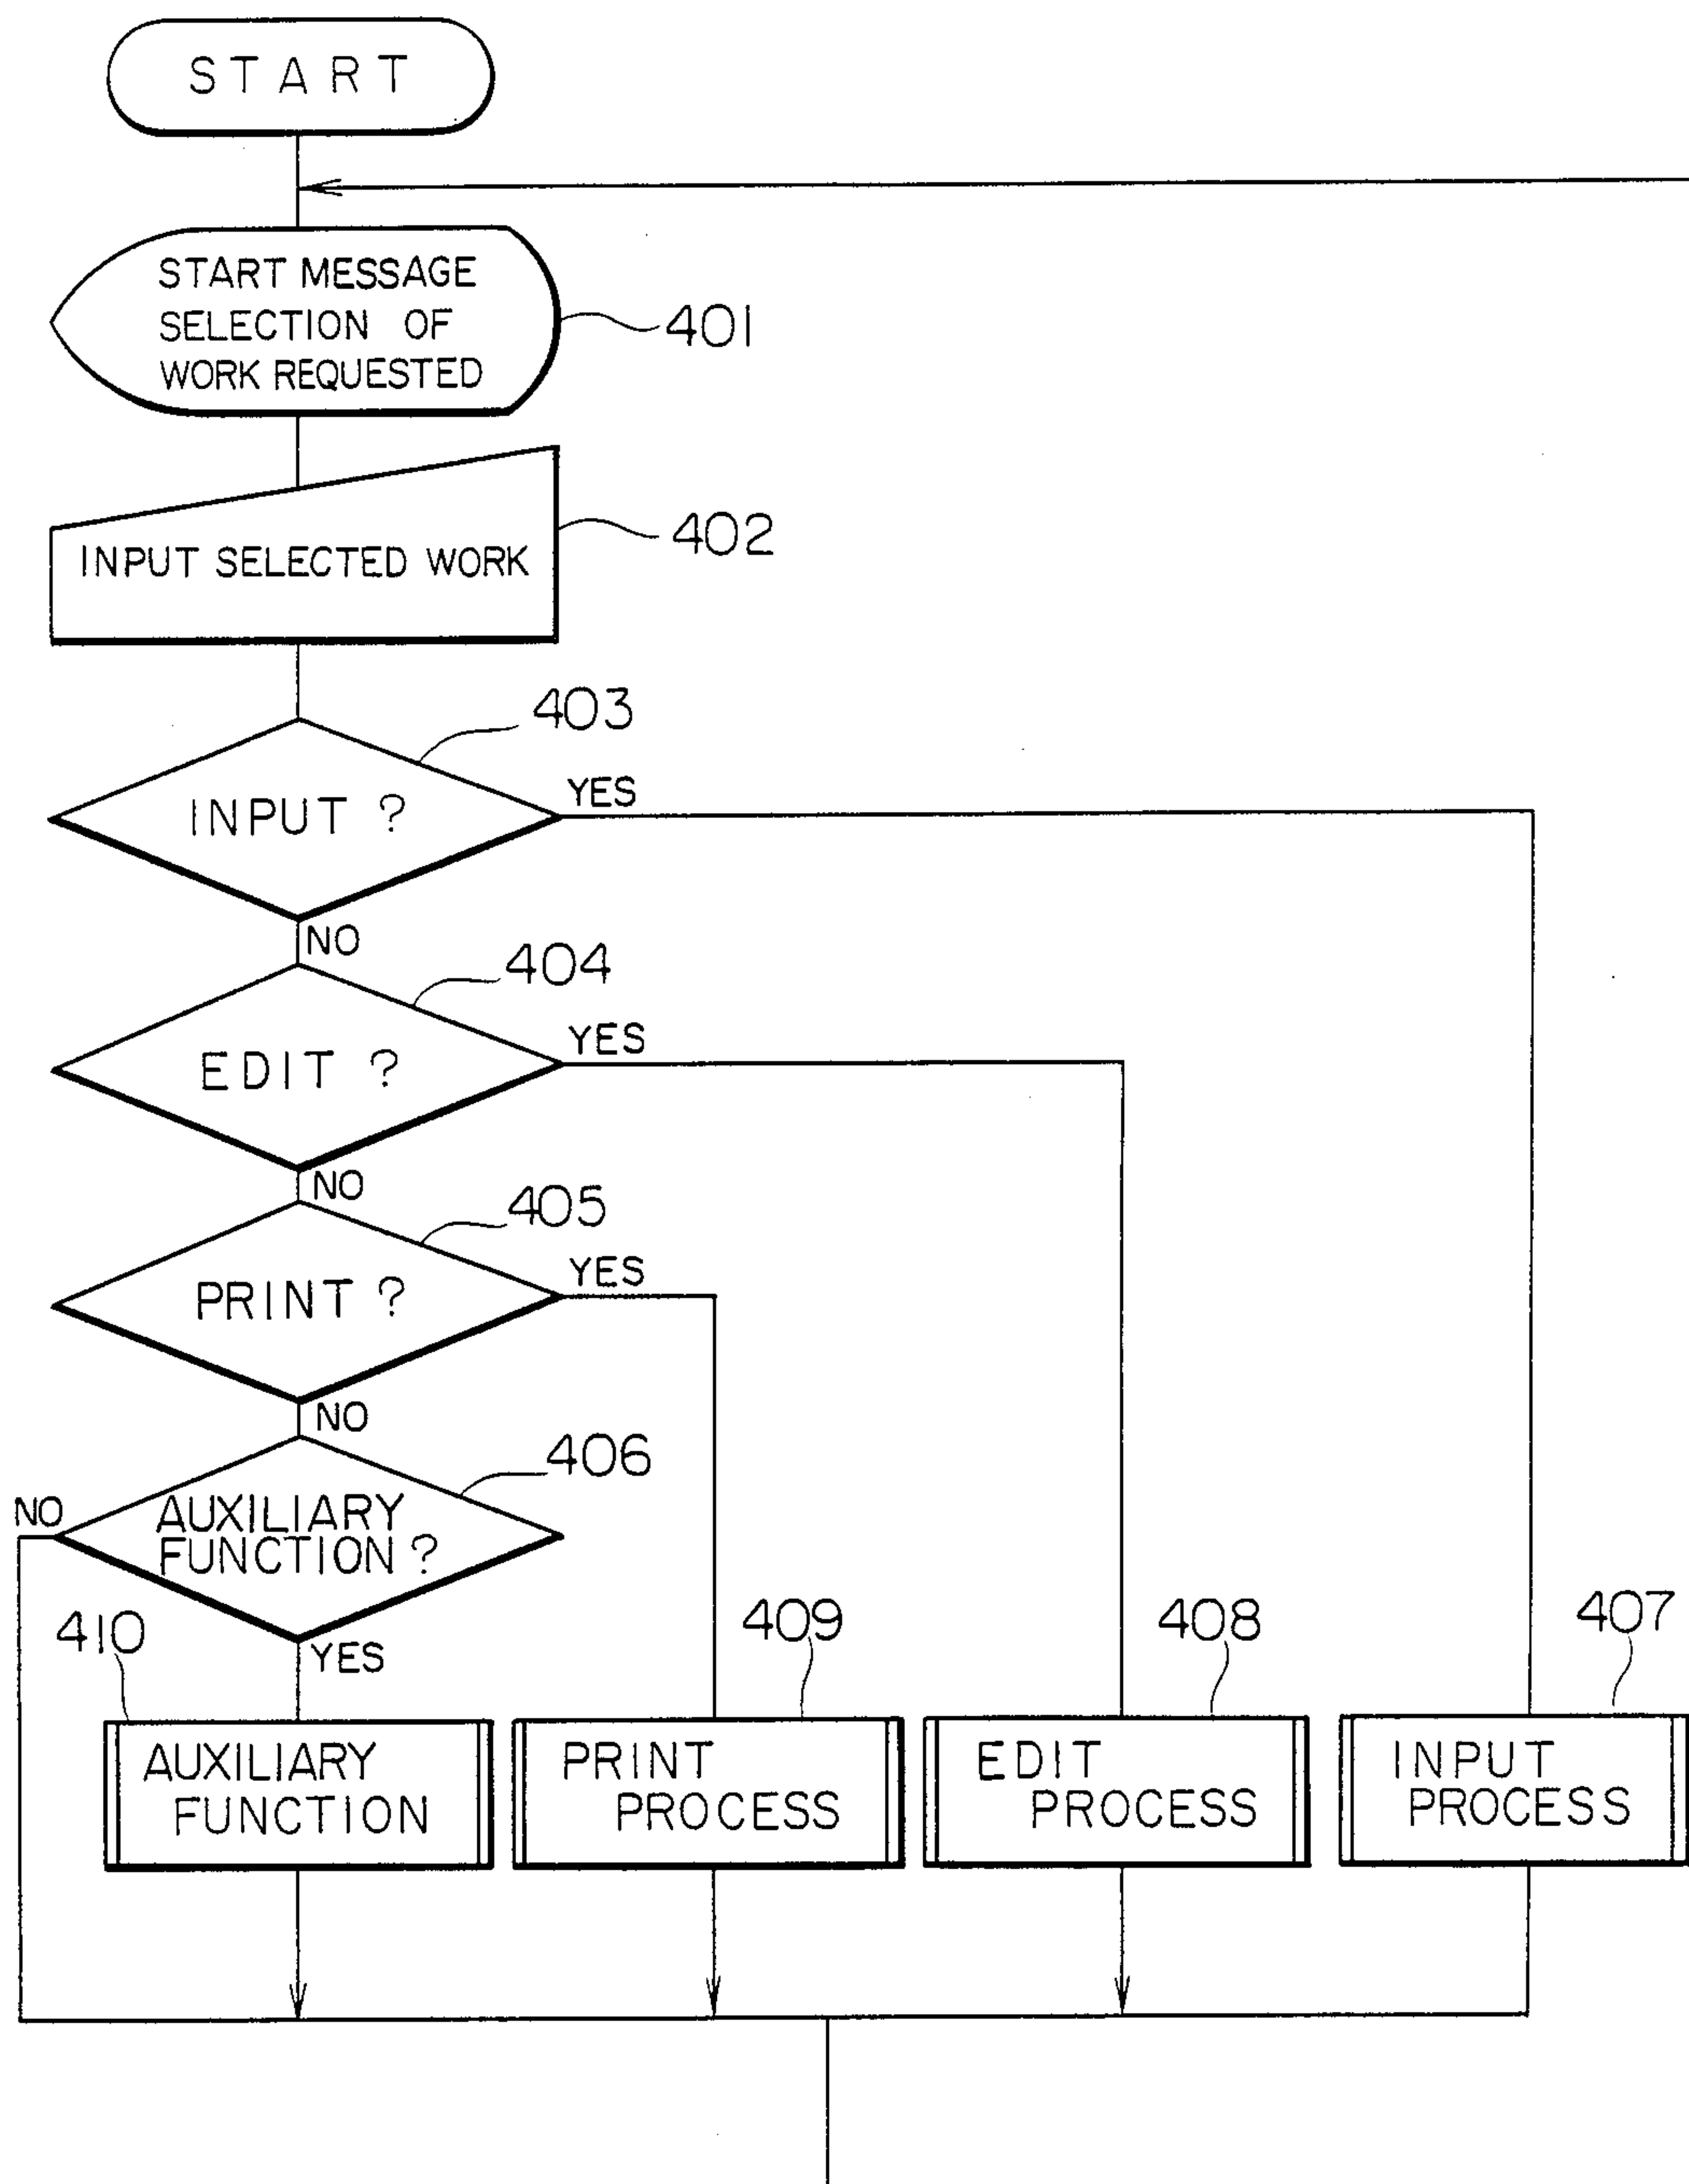 START
START MESSAGE
SELECTION OF
WORK REQUESTED
401
INPUT SELECTED WORK
402
403
INPUT ?
YES
NO
404
EDIT ?
YES
NO
405
PRINT ?
YES
NO
406
NO
AUXILIARY
FUNCTION ?
YES
410
AUXILIARY
FUNCTION
409
PRINT
PROCESS
408
EDIT
PROCESS
407
INPUT
PROCESS